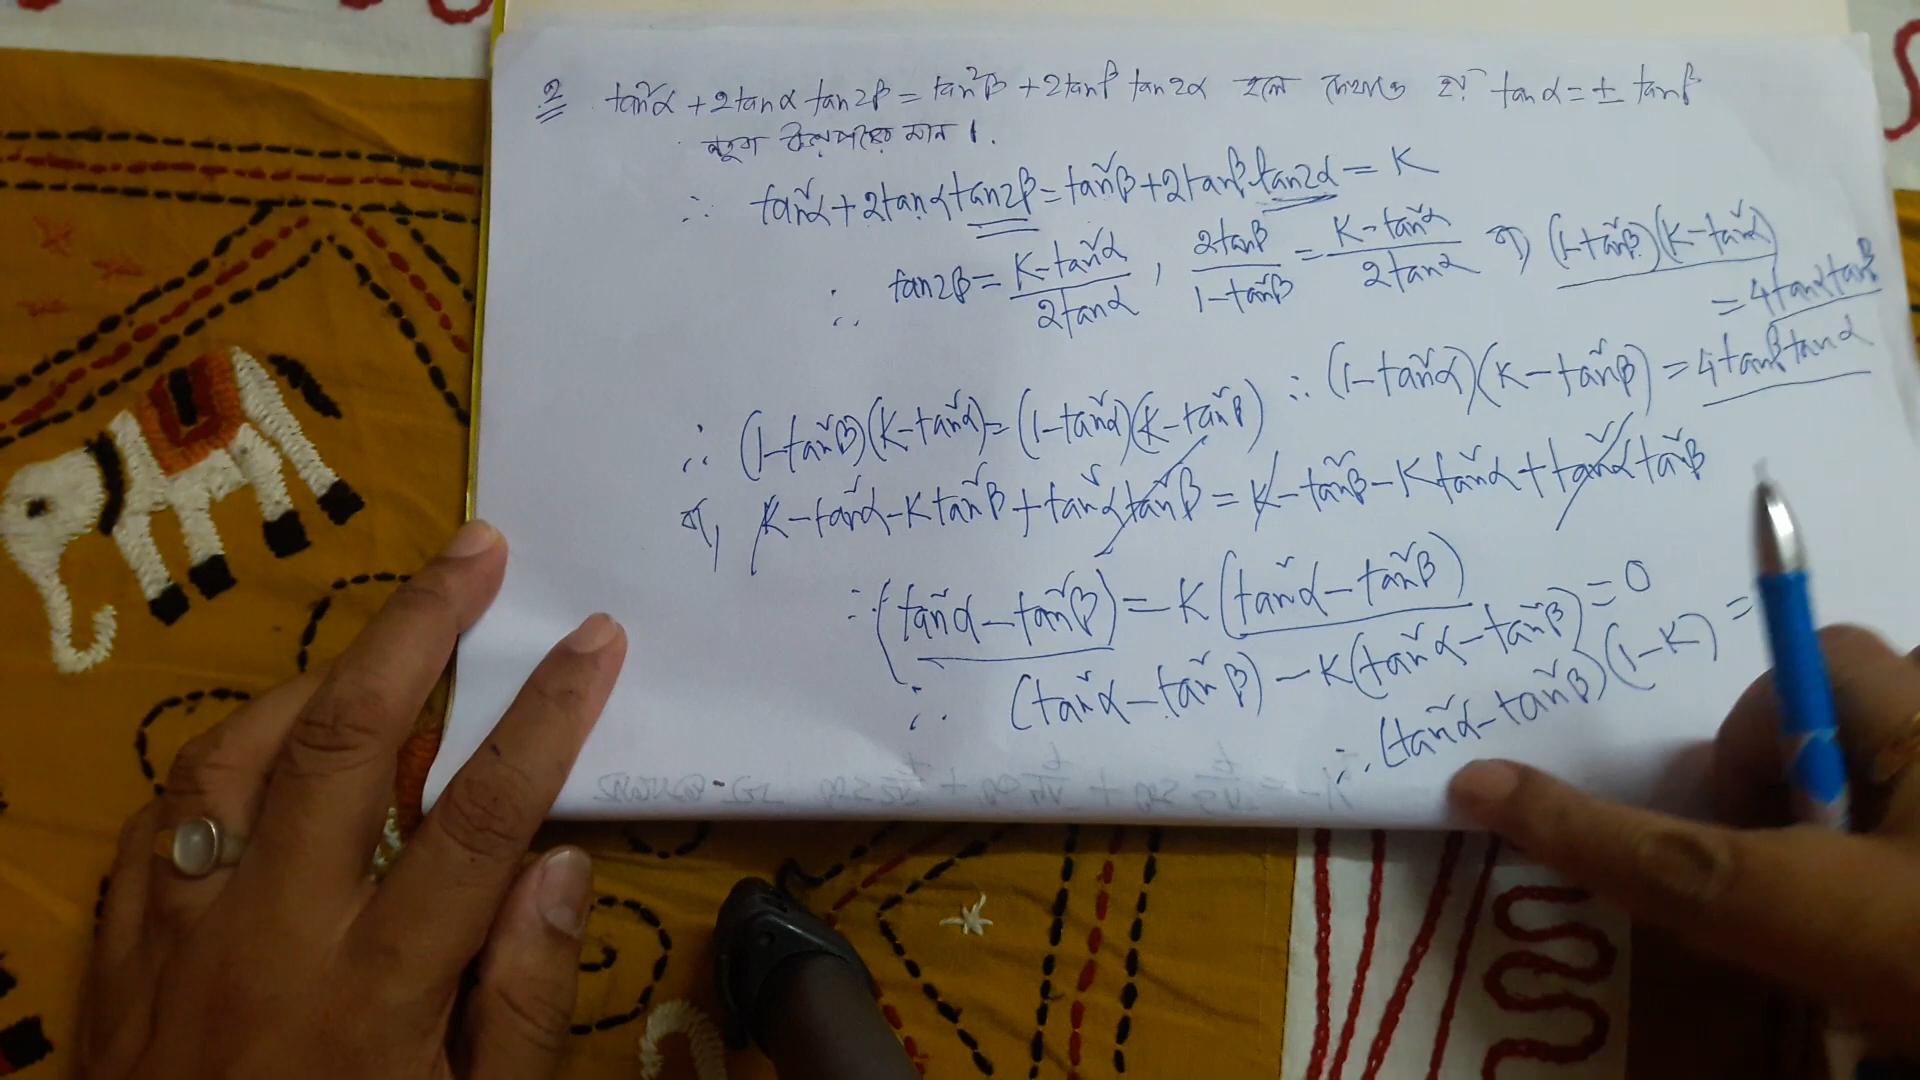 2 tan²α + 2tanα tan2β = tan²β + 2tanβ tan2α হলে দেখাও যে tanα = ± tanβ
∴ tan²α + 2tanα tan2β = tan²β + 2tanβ tan2α = K
∴ tan2β = (K - tan²α)/(2tanα), (2tanβ)/(1 - tan²β) = (K - tan²α)/(2tanα) বা, (1 - tan²β)(K - tan²α)
= 4tanα tanβ
∴ (1 - tan²α)(K - tan²β) = 4tanβ tanα
∴ (1 - tan²β)(K - tan²α) = (1 - tan²α)(K - tan²β)
বা, K - tan²α - K tan²β + tan²α tan²β = K - tan²β - K tan²α + tan²α tan²β
∴ (tan²α - tan²β) = K (tan²α - tan²β)
∴ (tan²α - tan²β) - K (tan²α - tan²β) = 0
∴ (tan²α - tan²β) (1 - K) =